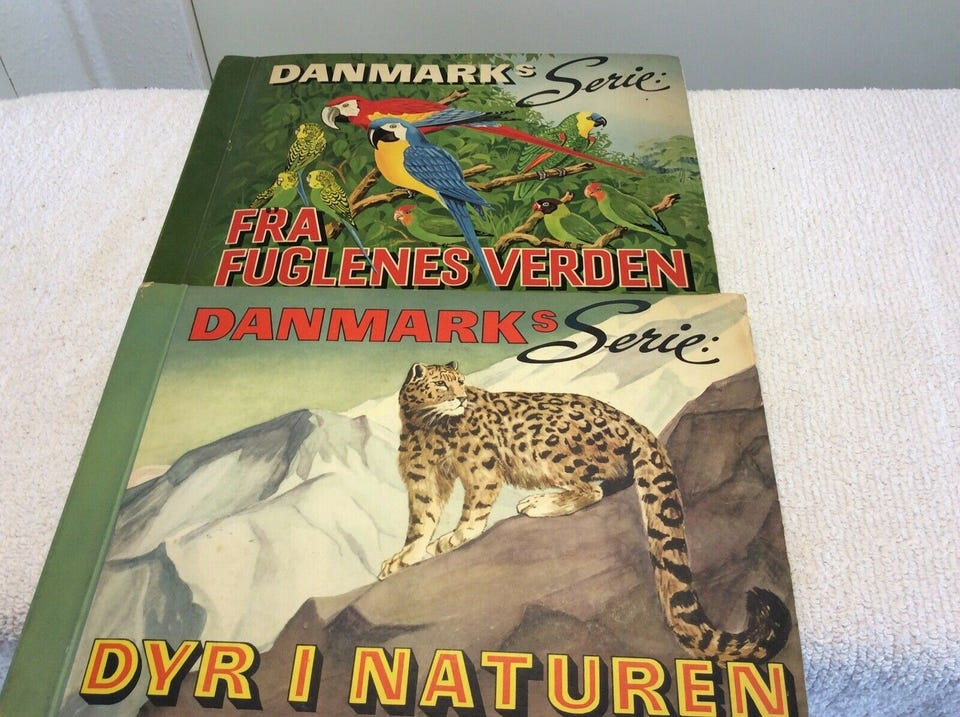 DANMARKs Serie:
FRA
FUGLENES VERDEN
DANMARKs Serie:
DYR I NATUREN